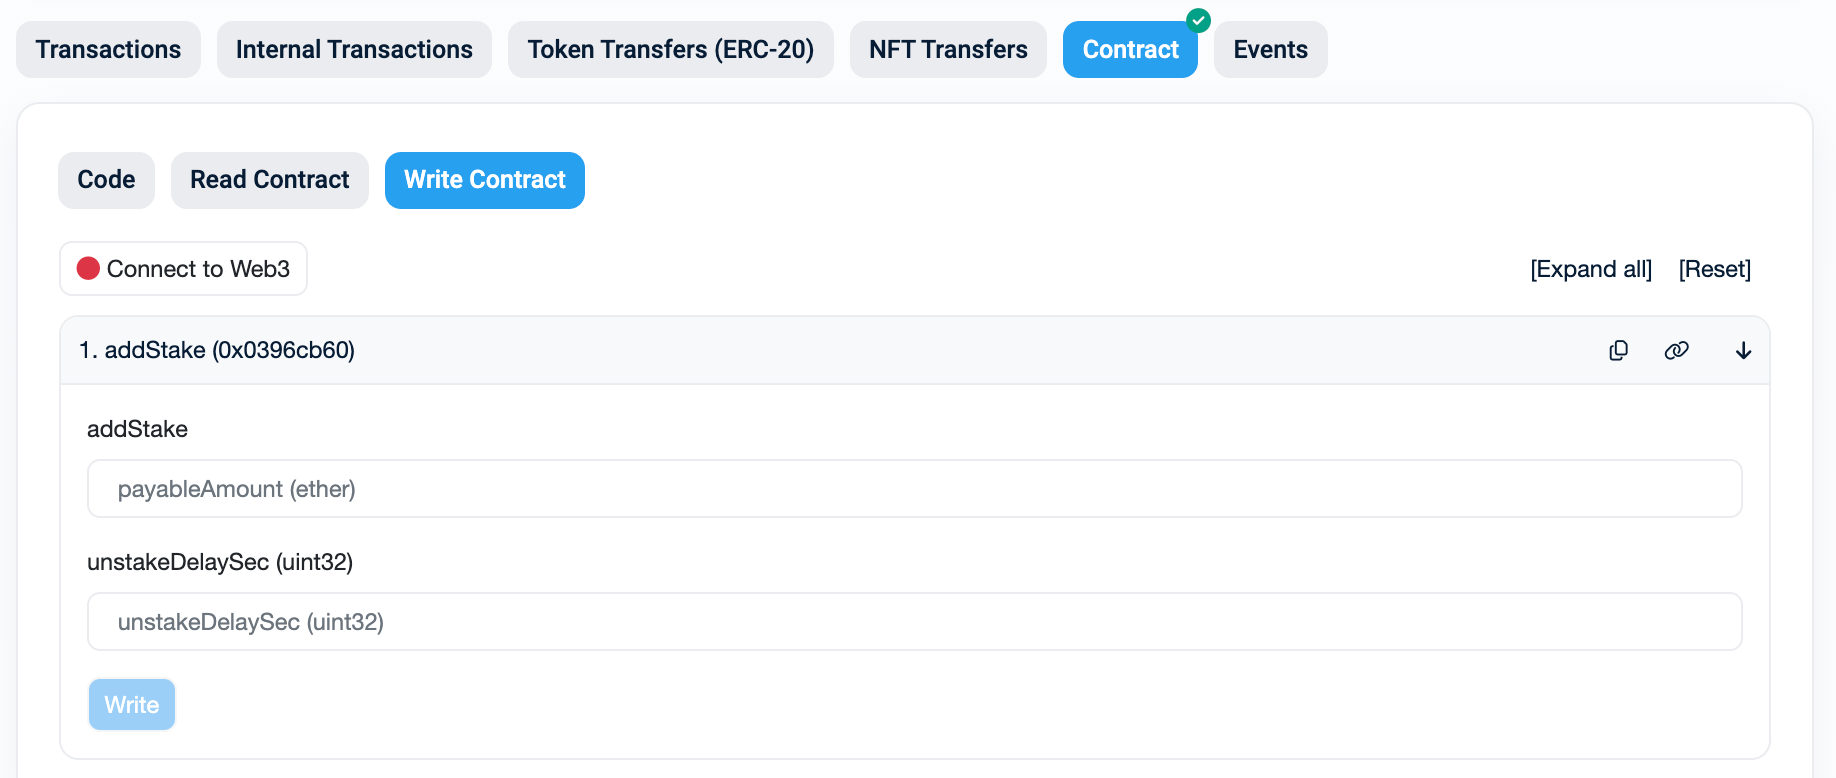 Transactions Internal Transactions Token Transfers (ERC-20) NFT Transfers Contract Events
Code Read Contract Write Contract
Connect to Web3 [Expand all] [Reset]
1. addStake (0x0396cb60)
addStake
payableAmount (ether)
unstakeDelaySec (uint32)
unstakeDelaySec (uint32)
Write